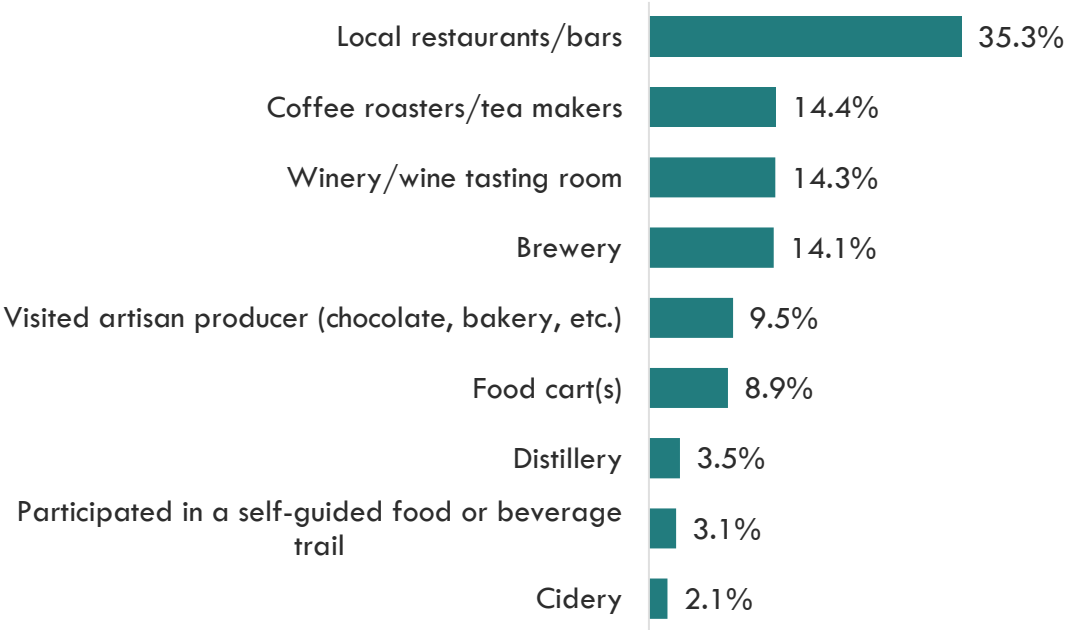 Local restaurants/bars 35.3%
Coffee roasters/tea makers 14.4%
Winery/wine tasting room 14.3%
Brewery 14.1%
Visited artisan producer (chocolate, bakery, etc.) 9.5%
Food cart(s) 8.9%
Distillery 3.5%
Participated in a self-guided food or beverage
trail 3.1%
Cidery 2.1%